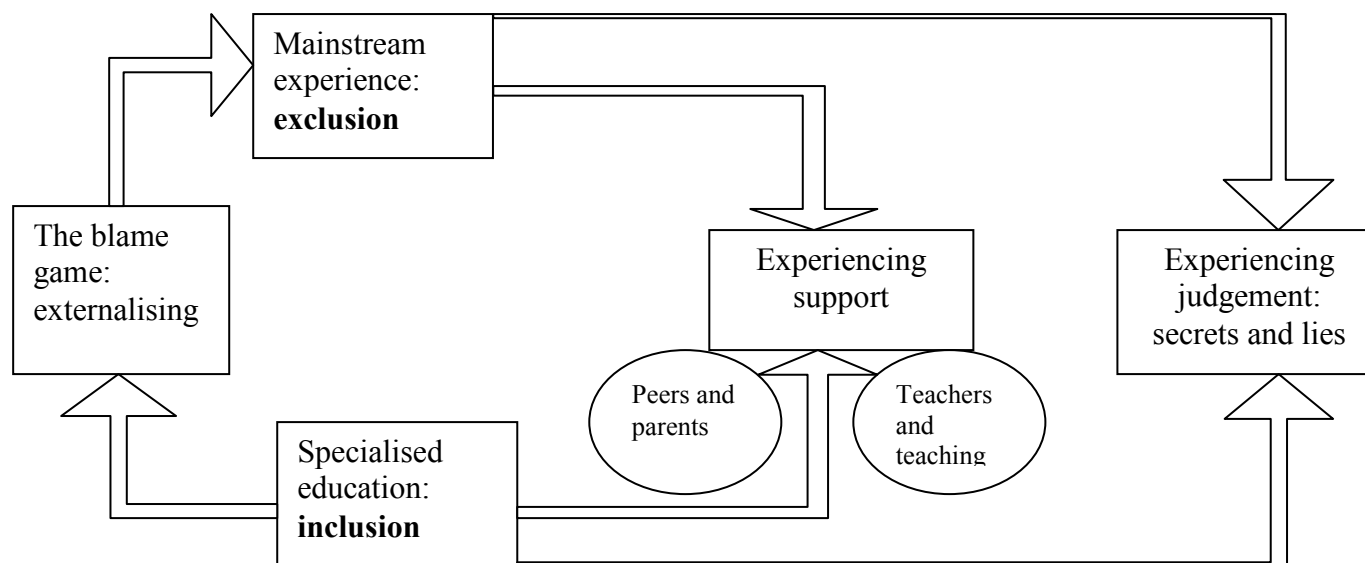 Mainstream
experience:
exclusion
The blame
game:
externalising
Experiencing
support
Experiencing
judgement:
secrets and lies
Peers and
parents
Teachers
and
teaching
Specialised
education:
inclusion